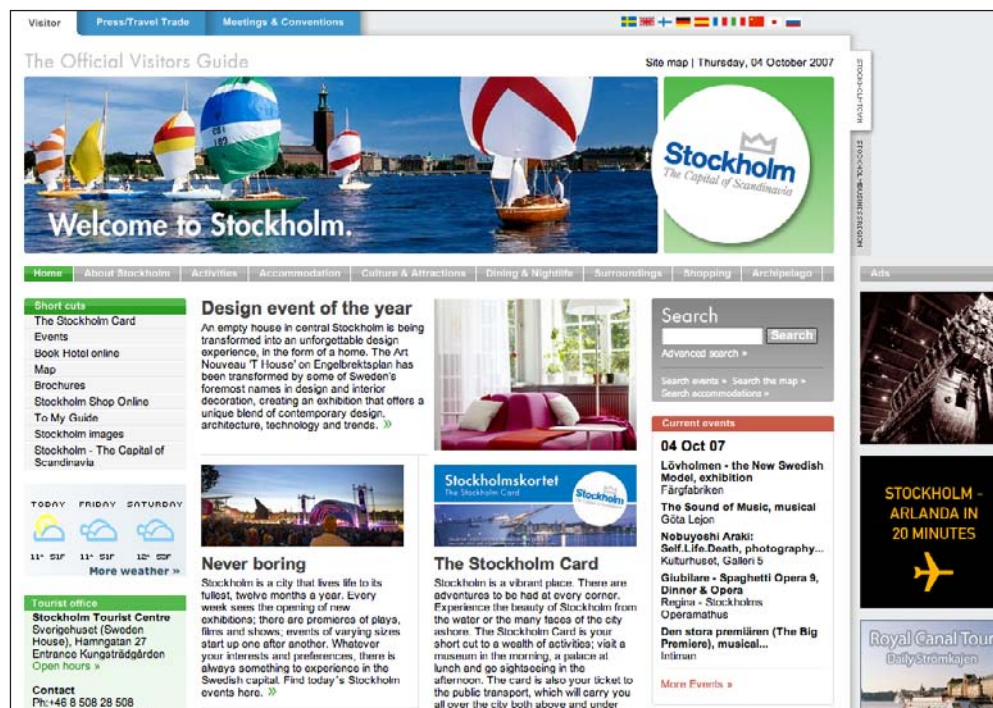 Visitor
Press/Travel Trade
Meetings & Conventions
The Official Visitors Guide
Site map | Thursday, 04 October 2007
Welcome to Stockholm.
Stockholm
The Capital of Scandinavia
Home
About Stockholm
Activities
Accommodation
Culture & Attractions
Dining & Nightlife
Surroundings
Shopping
Archipelago
Ads
Short cuts
The Stockholm Card
Events
Book Hotel online
Map
Brochures
Stockholm Shop Online
To My Guide
Stockholm images
Stockholm - The Capital of
Scandinavia
TODAY FRIDAY SATURDAY
11° 51F 11° 51F
More weather »
Tourist office
Stockholm Tourist Centre
Sverigehuset (Sweden
House), Hamngatan 27
Entrance Kungsträdgården
Open hours »
Contact
Ph:+46 8 508 28 508
Design event of the year
An empty house in central Stockholm is being
transformed into an unforgettable design
experience, in the form of a home. The Art
Nouveau 'T House' on Engelbrektsplan has
been transformed by some of Sweden's
foremost names in design and interior
decoration, creating an exhibition that offers a
unique blend of contemporary design,
architecture, technology and trends. »
Never boring
Stockholm is a city that lives life to its
fullest, twelve months a year. Every
week sees the opening of new
exhibitions; there are premieres of plays,
films and shows; events of varying sizes
start up one after another. Whatever
your interests and preferences, there is
always something to experience in the
Swedish capital. Find today´s Stockholm
events here. »
Stockholmskortet
The Stockholm Card
Stockholm
The Stockholm Card
Stockholm is a vibrant place. There are
adventures to be had at every corner.
Experience the beauty of Stockholm from
the water or the many faces of the city
ashore. The Stockholm Card is your
short cut to a wealth of activities; visit a
museum in the morning, a palace at
lunch and go sightseeing in the
afternoon. The card is also your ticket to
the public transport, which will carry you
all over the city both above and under
Search
Search
Advanced search »
Search events » Search the map »
Search accommodations »
Current events
04 Oct 07
Lövholmen - the New Swedish
Model, exhibition
Färgfabriken
The Sound of Music, musical
Göta Lejon
Nobuyoshi Araki:
Self.Life.Death, photography...
Kulturhuset, Galleri 5
Giubilare - Spaghetti Opera 9,
Dinner & Opera
Regina - Stockholms
Operamathus
Den stora premiären (The Big
Premiere), musical...
Intiman
More Events »
STOCKHOLM -
ARLANDA IN
20 MINUTES
Royal Canal Tour
Daily Strömkajen